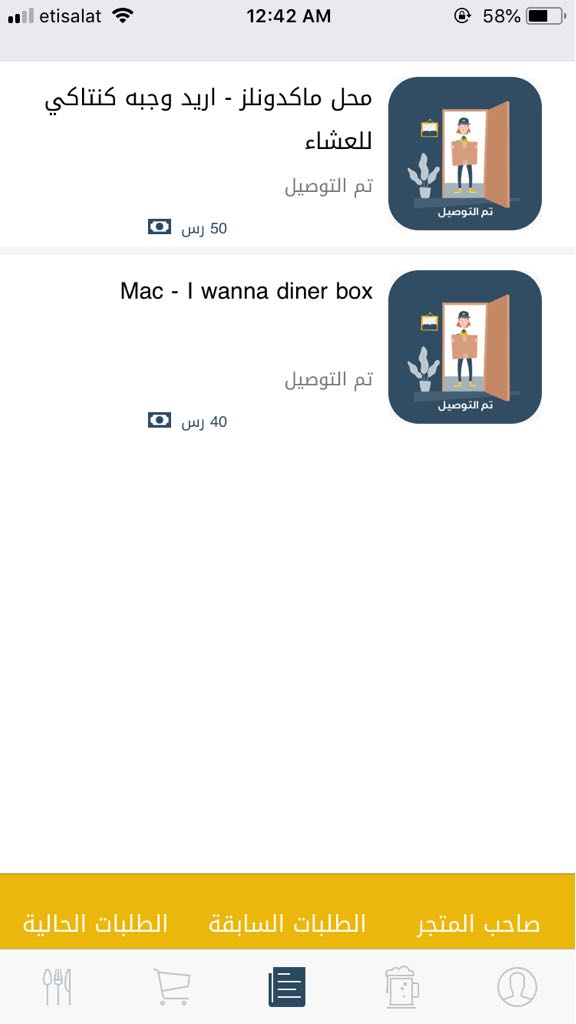 etisalat 12:42 AM 58%
محل ماكدونلز - اريد وجبه كنتاكي
للعشاء
تم التوصيل
50 رس
تم التوصيل
Mac - I wanna diner box
تم التوصيل
40 رس
تم التوصيل
صاحب المتجر الطلبات السابقة الطلبات الحالية